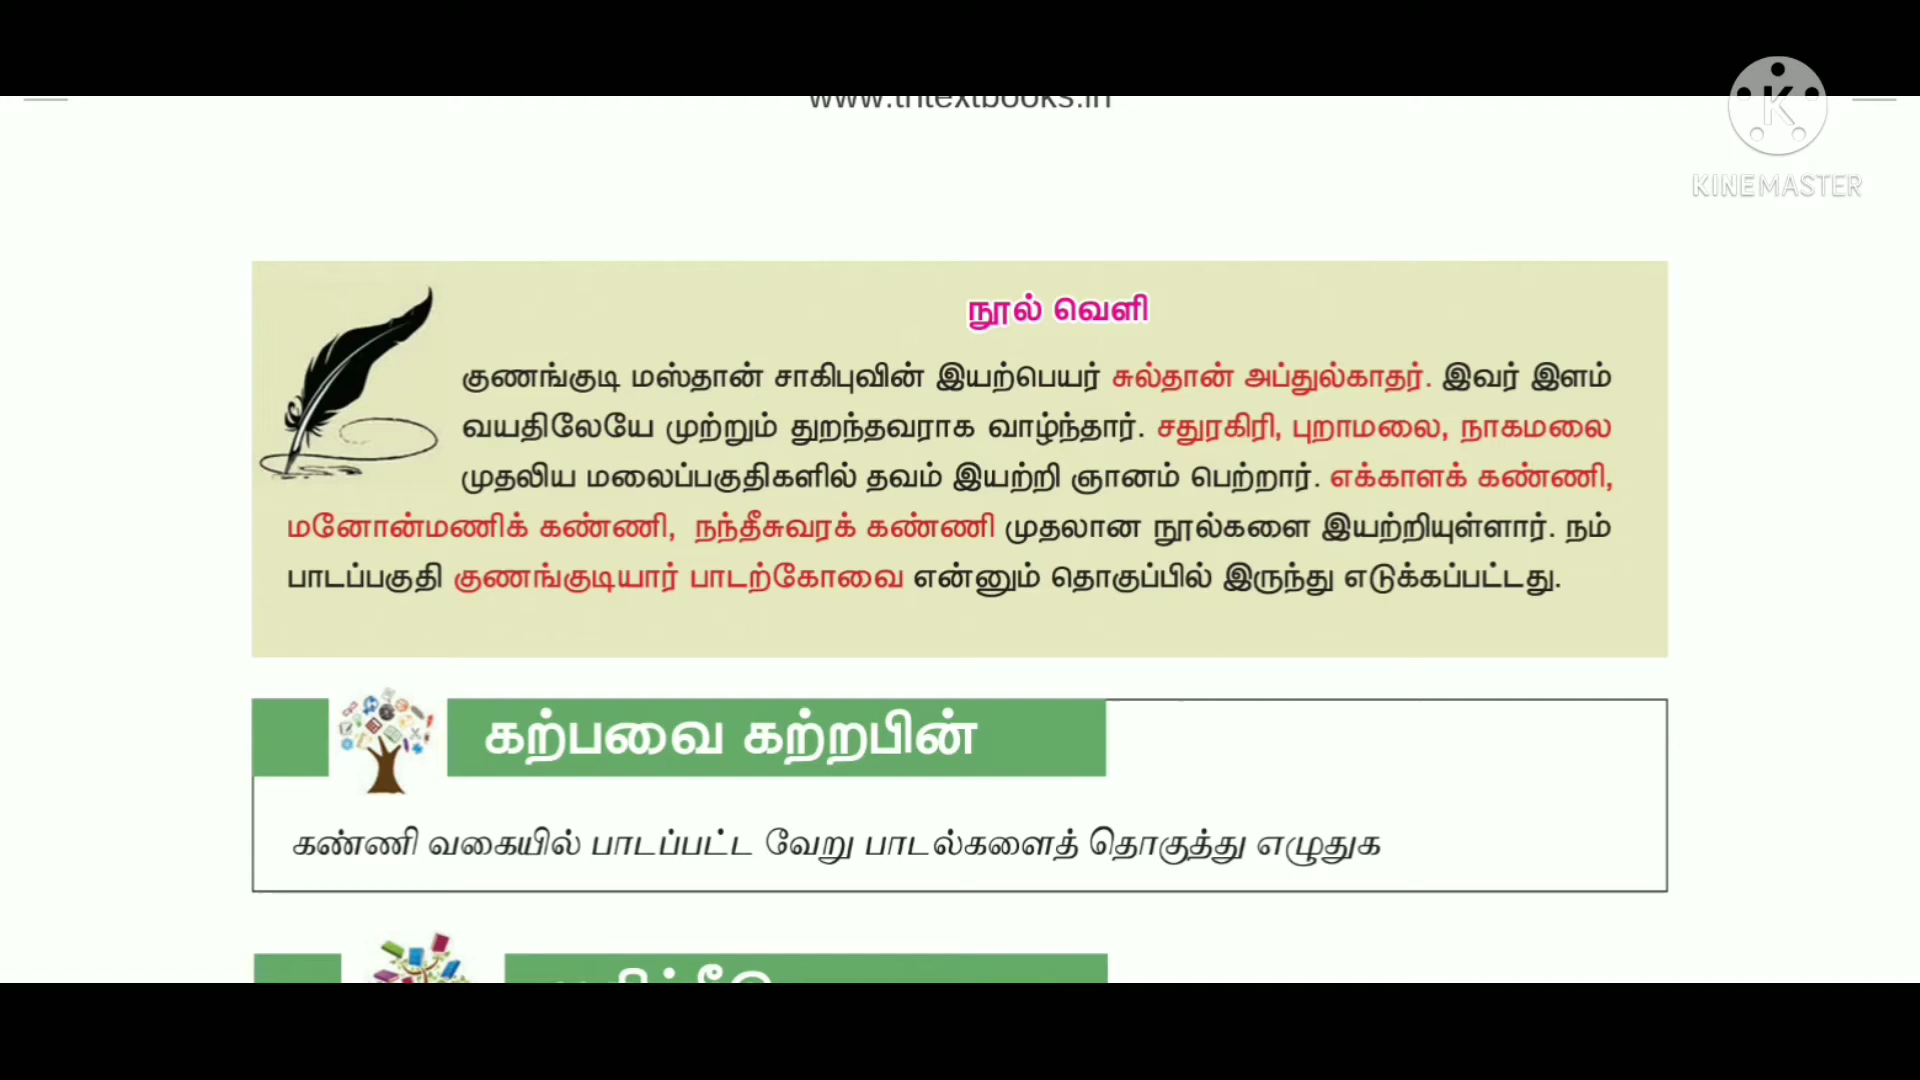 www.tntextbooks.in
KINEMASTER
நூல் வெளி
குணங்குடி மஸ்தான் சாகிபுவின் இயற்பெயர் சுல்தான் அப்துல்காதர். இவர் இளம்
வயதிலேயே முற்றும் துறந்தவராக வாழ்ந்தார். சதுரகிரி, புறாமலை, நாகமலை
முதலிய மலைப்பகுதிகளில் தவம் இயற்றி ஞானம் பெற்றார். எக்காளக் கண்ணி,
மனோன்மணிக் கண்ணி, நந்தீசுவரக் கண்ணி முதலான நூல்களை இயற்றியுள்ளார். நம்
பாடப்பகுதி குணங்குடியார் பாடற்கோவை என்னும் தொகுப்பில் இருந்து எடுக்கப்பட்டது.
கற்பவை கற்றபின்
கண்ணி வகையில் பாடப்பட்ட வேறு பாடல்களைத் தொகுத்து எழுதுக